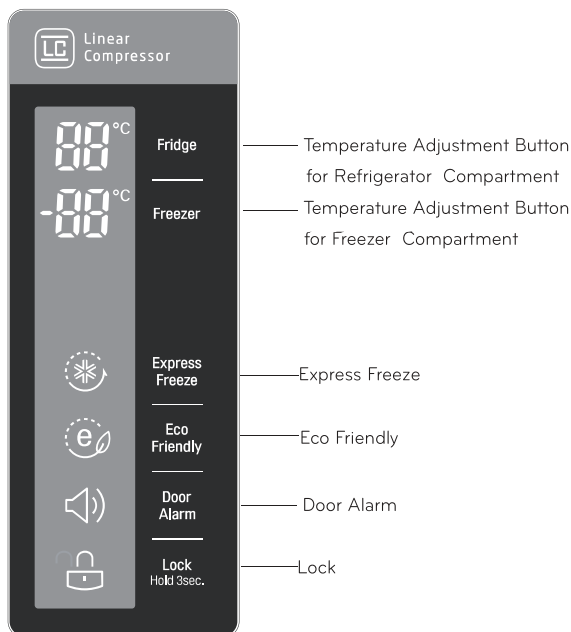 LC Linear
Compressor
88 °C Fridge
Temperature Adjustment Button
for Refrigerator Compartment
-88 °C Freezer
Temperature Adjustment Button
for Freezer Compartment
Express
Freeze
Express Freeze
e Eco
Friendly
Eco Friendly
Door
Alarm
Door Alarm
Lock
Hold 3sec.
Lock